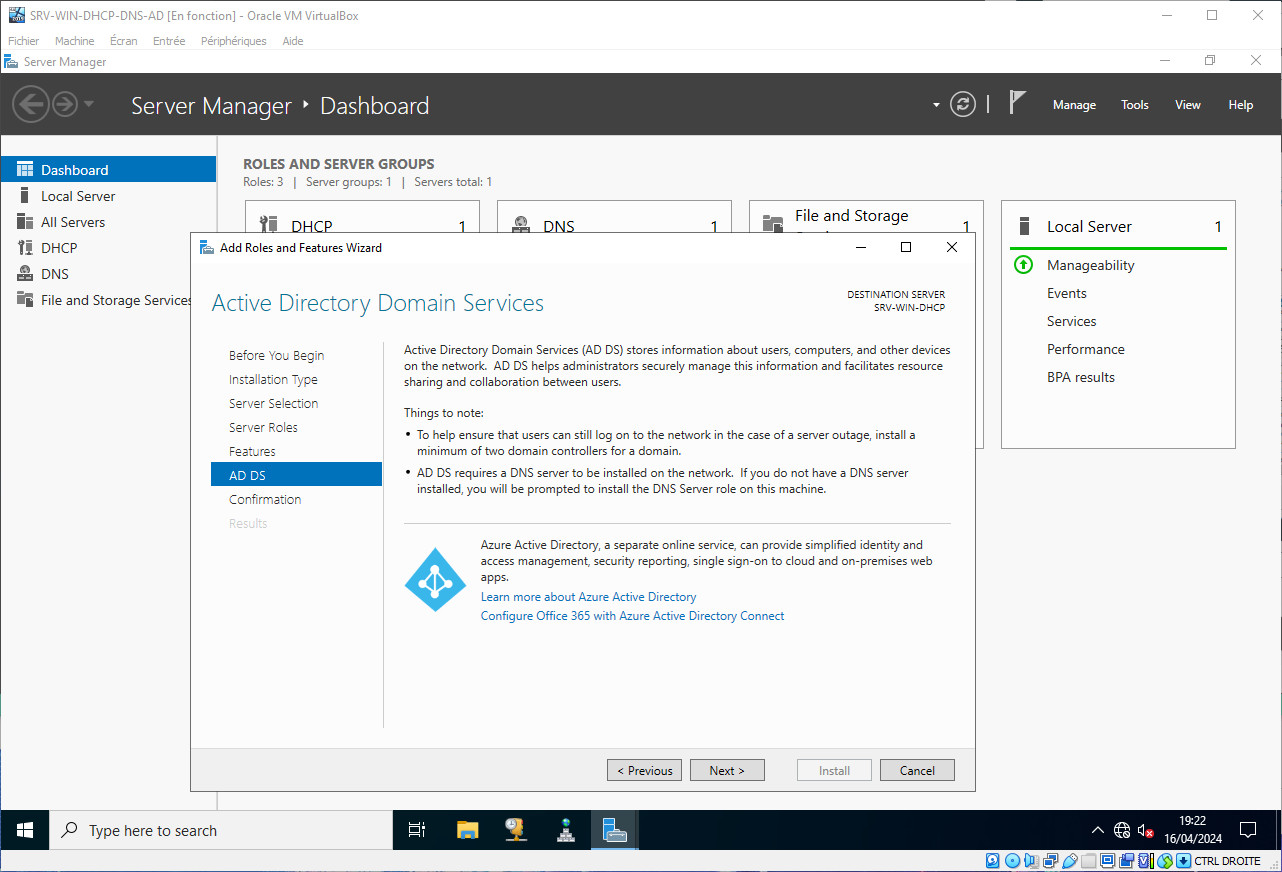 SRV-WIN-DHCP-DNS-AD [En fonction] - Oracle VM VirtualBox
Fichier Machine Écran Entrée Périphériques Aide
Server Manager
Server Manager Dashboard
Manage Tools View Help
Dashboard
Local Server
All Servers
DHCP
DNS
File and Storage Services
ROLES AND SERVER GROUPS
Roles: 3 | Server groups: 1 | Servers total: 1
DHCP 1
DNS 1
File and Storage
1
Local Server 1
Manageability
Events
Services
Performance
BPA results
Add Roles and Features Wizard
Active Directory Domain Services
DESTINATION SERVER
SRV-WIN-DHCP
Before You Begin
Installation Type
Server Selection
Server Roles
Features
AD DS
Confirmation
Results
Active Directory Domain Services (AD DS) stores information about users, computers, and other devices
on the network. AD DS helps administrators securely manage this information and facilitates resource
sharing and collaboration between users.
Things to note:
• To help ensure that users can still log on to the network in the case of a server outage, install a
minimum of two domain controllers for a domain.
• AD DS requires a DNS server to be installed on the network. If you do not have a DNS server
installed, you will be prompted to install the DNS Server role on this machine.
Azure Active Directory, a separate online service, can provide simplified identity and
access management, security reporting, single sign-on to cloud and on-premises web
apps.
Learn more about Azure Active Directory
Configure Office 365 with Azure Active Directory Connect
< Previous Next > Install Cancel
Type here to search
19:22
16/04/2024
CTRL DROITE